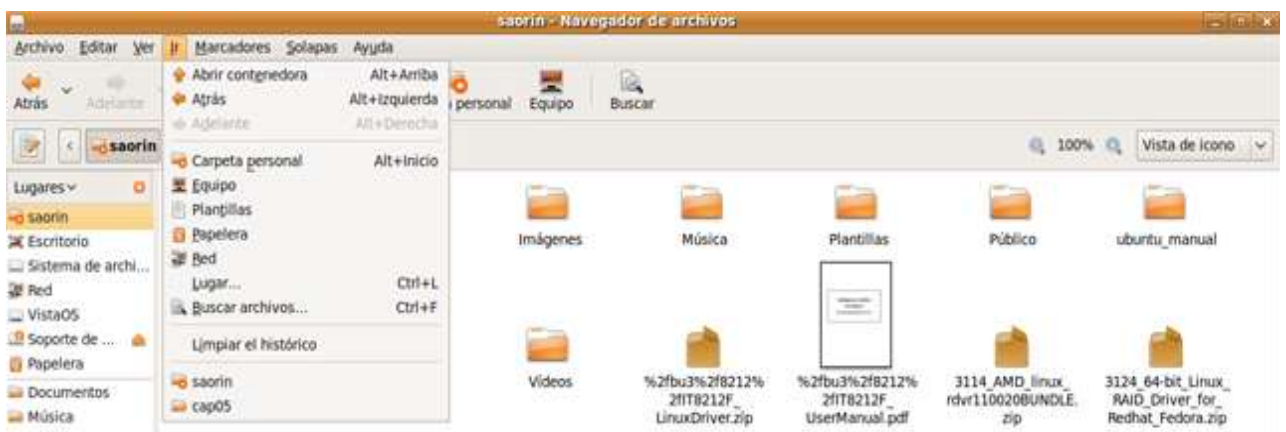 saorin - Navegador de archivos
Archivo Editar Ver Ir Marcadores Solapas Ayuda
Atrás Adelante personal Equipo Buscar
saorin 100% Vista de icono
Abrir contenedora Alt+Arriba
Atrás Alt+Izquierda
Adelante Alt+Derecha
Carpeta personal Alt+Inicio
Equipo
Plantillas
Papelera
Red
Lugar... Ctrl+L
Buscar archivos... Ctrl+F
Limpiar el histórico
saorin
cap05
Lugares
saorin
Escritorio
Sistema de archi...
Red
VistaOS
Soporte de ...
Papelera
Documentos
Música
Imágenes Música Plantillas Público ubuntu_manual
Vídeos
%2fbu3%2f8212%
2fIT8212F_
LinuxDriver.zip
%2fbu3%2f8212%
2fIT8212F_
UserManual.pdf
3114_AMD_linux_
rdvr110020BUNDLE.
zip
3124_64-bit_Linux_
RAID_Driver_for_
Redhat_Fedora.zip